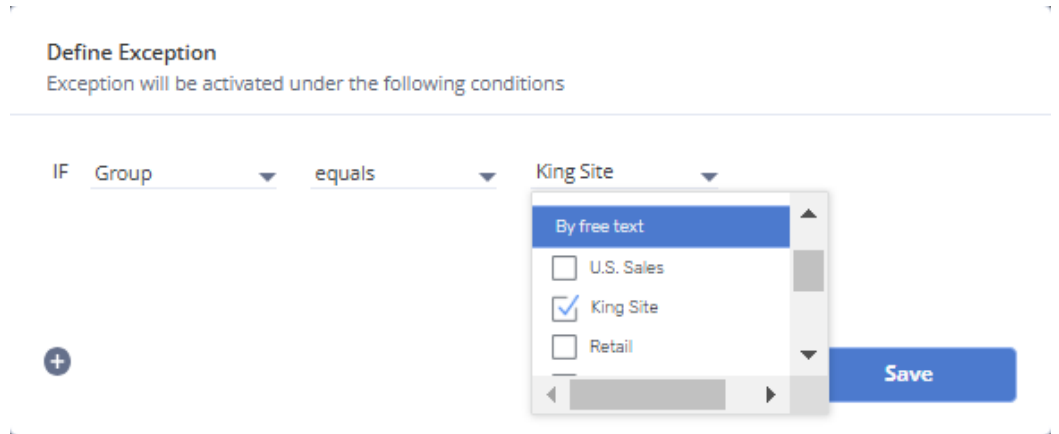 Define Exception
Exception will be activated under the following conditions
IF Group equals King Site
By free text
U.S. Sales
King Site
Retail
Save